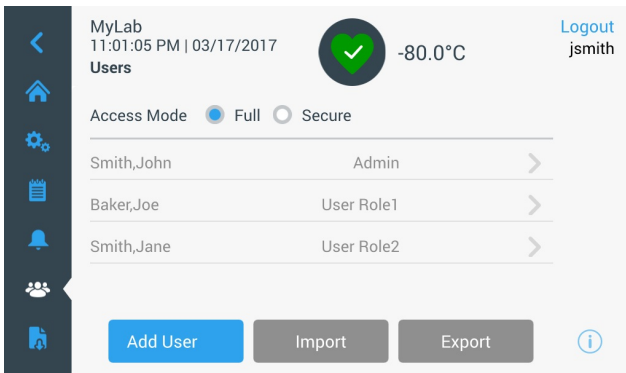 MyLab
11:01:05 PM | 03/17/2017
Users
-80.0°C
Logout
jsmith
Access Mode Full Secure
Smith,John Admin
Baker,Joe User Role1
Smith,Jane User Role2
Add User Import Export